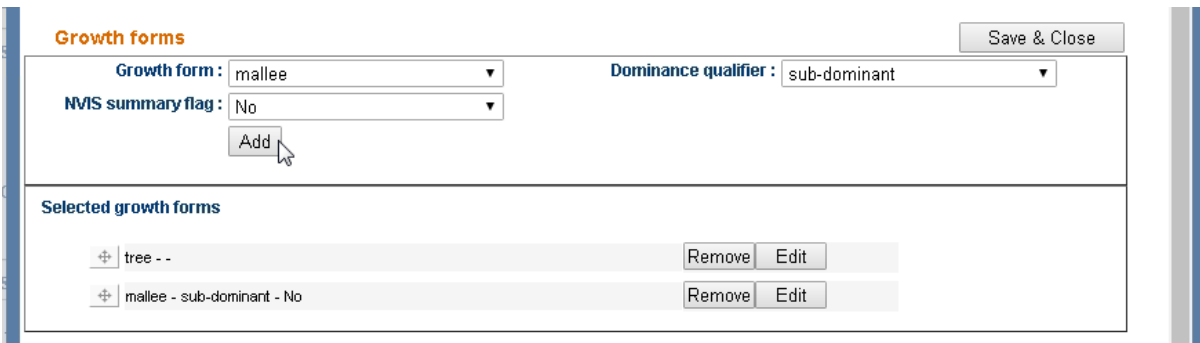 Growth forms Save & Close
Growth form : mallee Dominance qualifier : sub-dominant
NVIS summary flag : No
Add
Selected growth forms
tree - - Remove Edit
mallee - sub-dominant - No Remove Edit